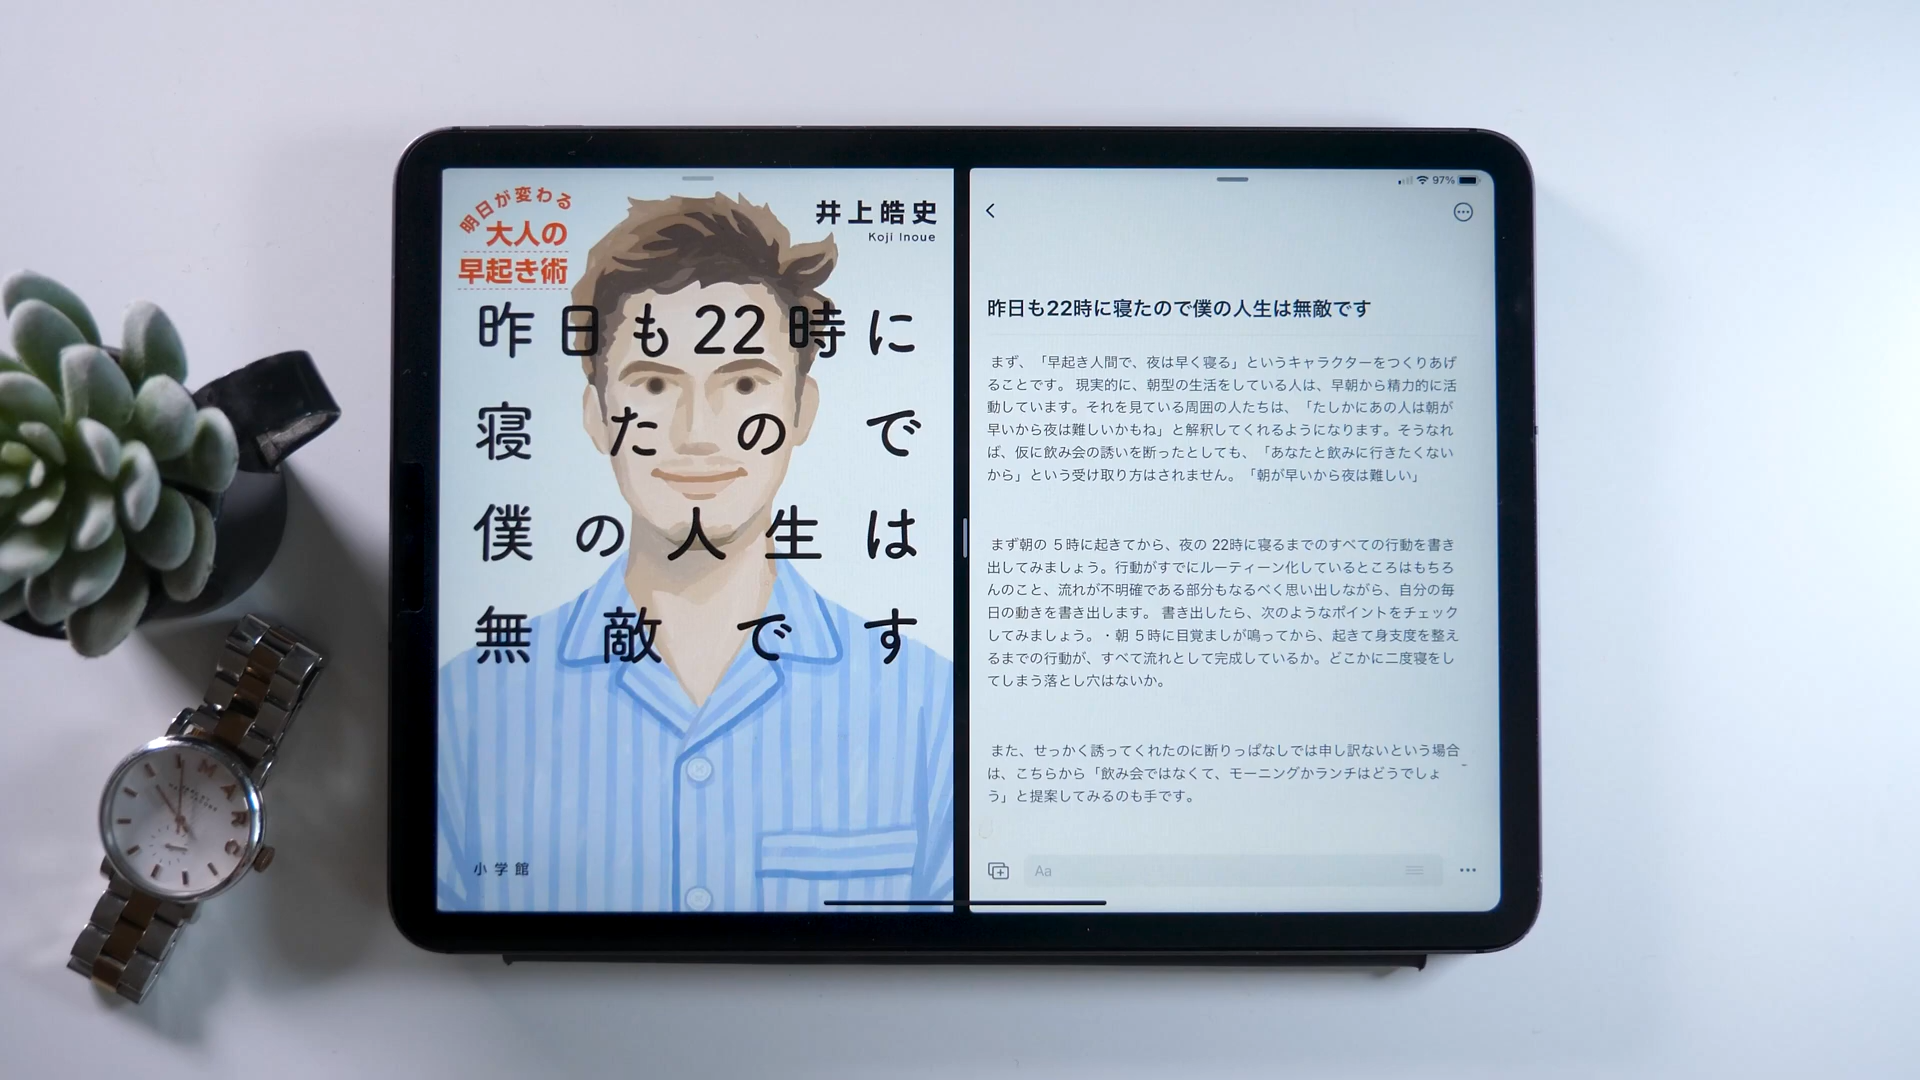 明日が変わる
大人の
早起き術
井上皓史
Koji Inoue
昨日も22時に
寝たので
僕の人生は
無敵です
小学館
97%
昨日も22時に寝たので僕の人生は無敵です
まず、「早起き人間で、夜は早く寝る」というキャラクターをつくりあげ
ることです。 現実的に、朝型の生活をしている人は、早朝から精力的に活
動しています。それを見ている周囲の人たちは、「たしかにあの人は朝が
早いから夜は難しいかもね」と解釈してくれるようになります。そうなれ
ば、仮に飲み会の誘いを断ったとしても、「あなたと飲みに行きたくない
から」という受け取り方はされません。「朝が早いから夜は難しい」
まず朝の 5 時に起きてから、夜の 22時に寝るまでのすべての行動を書き
出してみましょう。行動がすでにルーティーン化しているところはもちろ
んのこと、流れが不明確である部分もなるべく思い出しながら、自分の毎
日の動きを書き出します。 書き出したら、次のようなポイントをチェック
してみましょう。・朝 5 時に目覚ましが鳴ってから、起きて身支度を整え
るまでの行動が、すべて流れとして完成しているか。どこかに二度寝をし
てしまう落とし穴はないか。
また、せっかく誘ってくれたのに断りっぱなしでは申し訳ないという場合
は、こちらから「飲み会ではなくて、モーニングかランチはどうでしょ
う」と提案してみるのも手です。
Aa
MARC